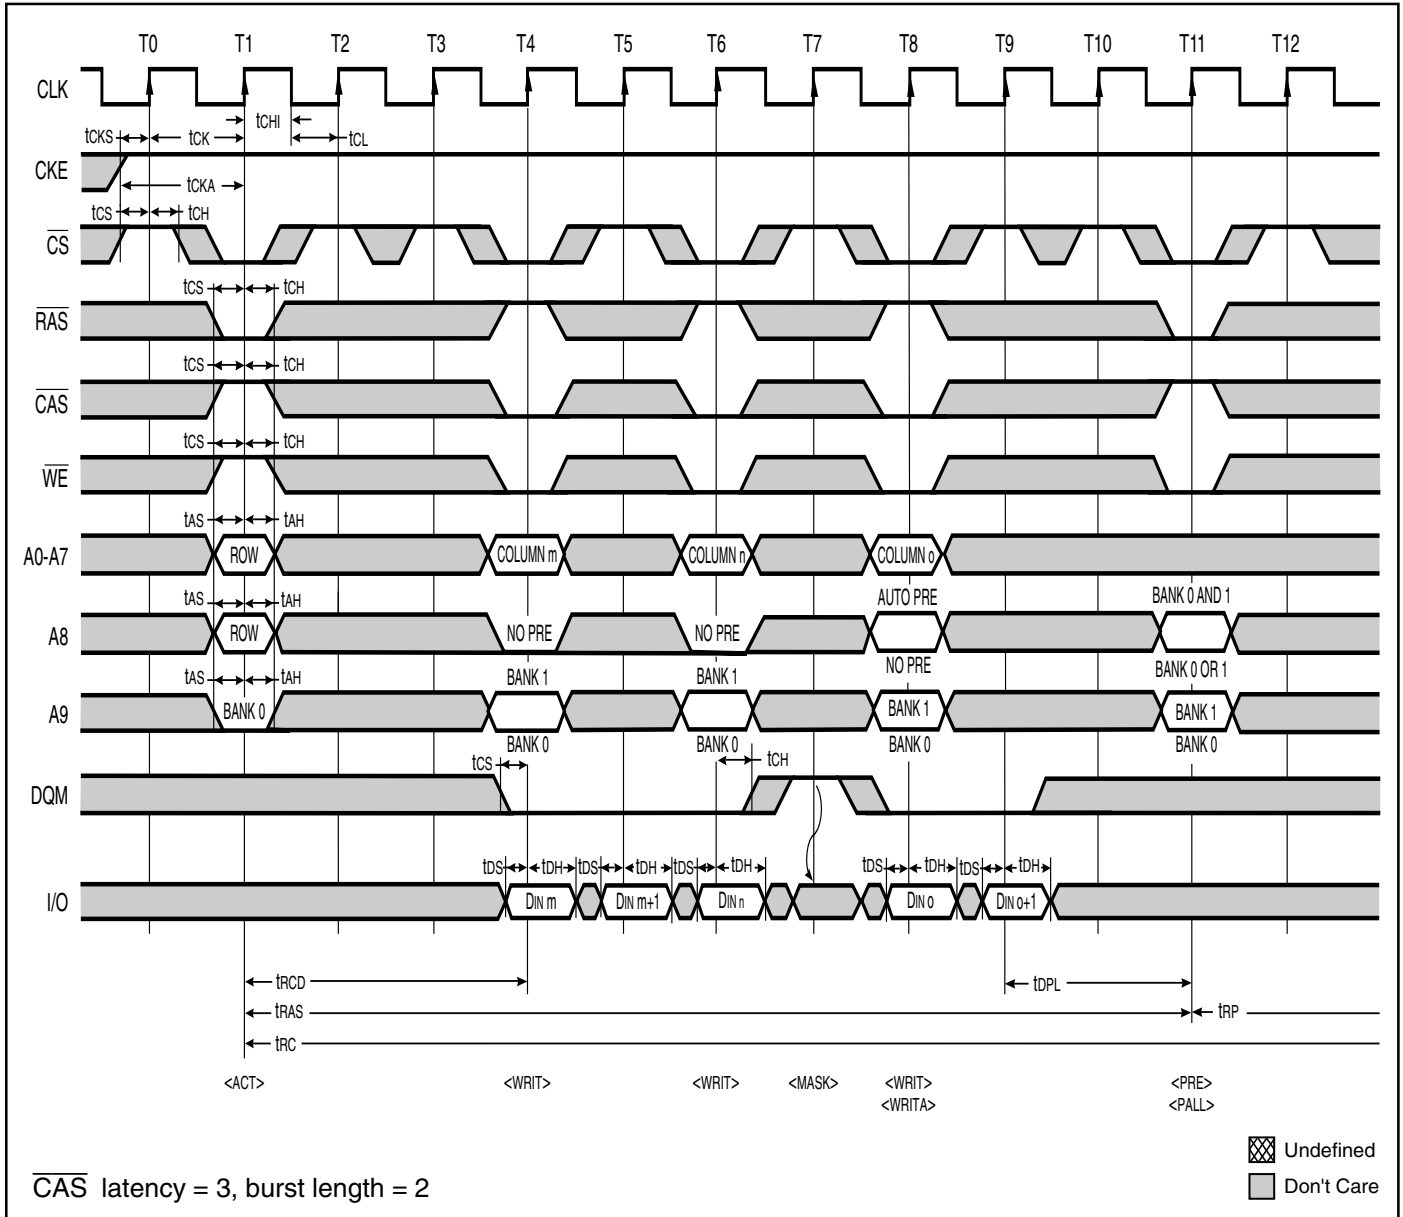 T0 T1 T2 T3 T4 T5 T6 T7 T8 T9 T10 T11 T12
CLK
tCHI
tCKS tCK tCL
CKE
tCKA
tCS tCH
CS
tCS tCH
RAS
tCS tCH
CAS
tCS tCH
WE
tAS tAH
A0-A7 ROW COLUMN m COLUMN n COLUMN o
tAS tAH AUTO PRE BANK 0 AND 1
A8 ROW NO PRE NO PRE
NO PRE BANK 0 OR 1
tAS tAH BANK 1 BANK 1
A9 BANK 0 BANK 1 BANK 1
BANK 0 BANK 0 BANK 0 BANK 0
tCS tCH
DQM
tDS tDH tDS tDH tDS tDH tDS tDH tDS tDH
I/O DIN m DIN m+1 DIN n DIN o DIN o+1
tRCD tDPL
tRAS tRP
tRC
<ACT> <WRIT> <WRIT> <MASK> <WRIT> <PRE>
<WRITA> <PALL>
Undefined
CAS latency = 3, burst length = 2 Don't Care